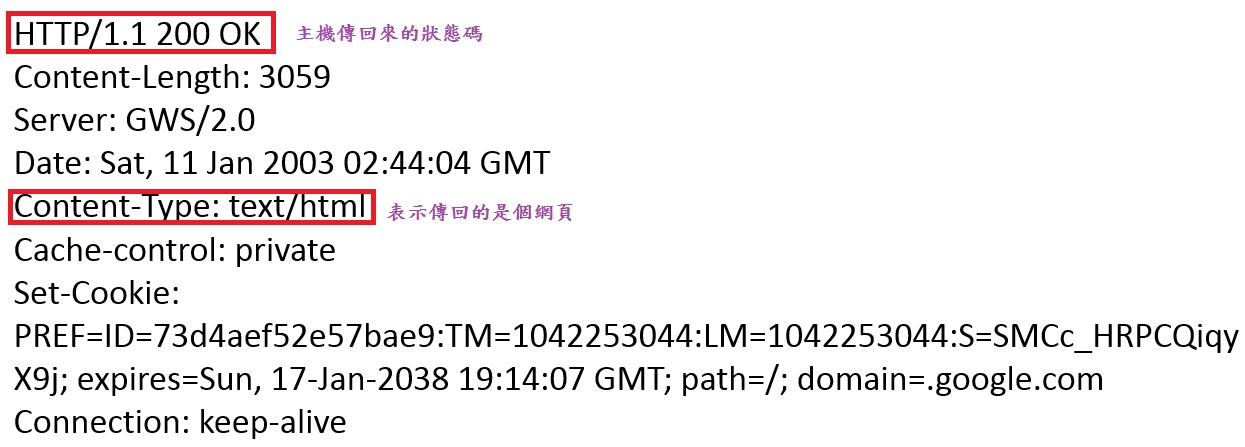 HTTP/1.1 200 OK 主機傳回來的狀態碼
Content-Length: 3059
Server: GWS/2.0
Date: Sat, 11 Jan 2003 02:44:04 GMT
Content-Type: text/html 表示傳回的是個網頁
Cache-control: private
Set-Cookie:
PREF=ID=73d4aef52e57bae9:TM=1042253044:LM=1042253044:S=SMCc_HRPCQiqy
X9j; expires=Sun, 17-Jan-2038 19:14:07 GMT; path=/; domain=.google.com
Connection: keep-alive